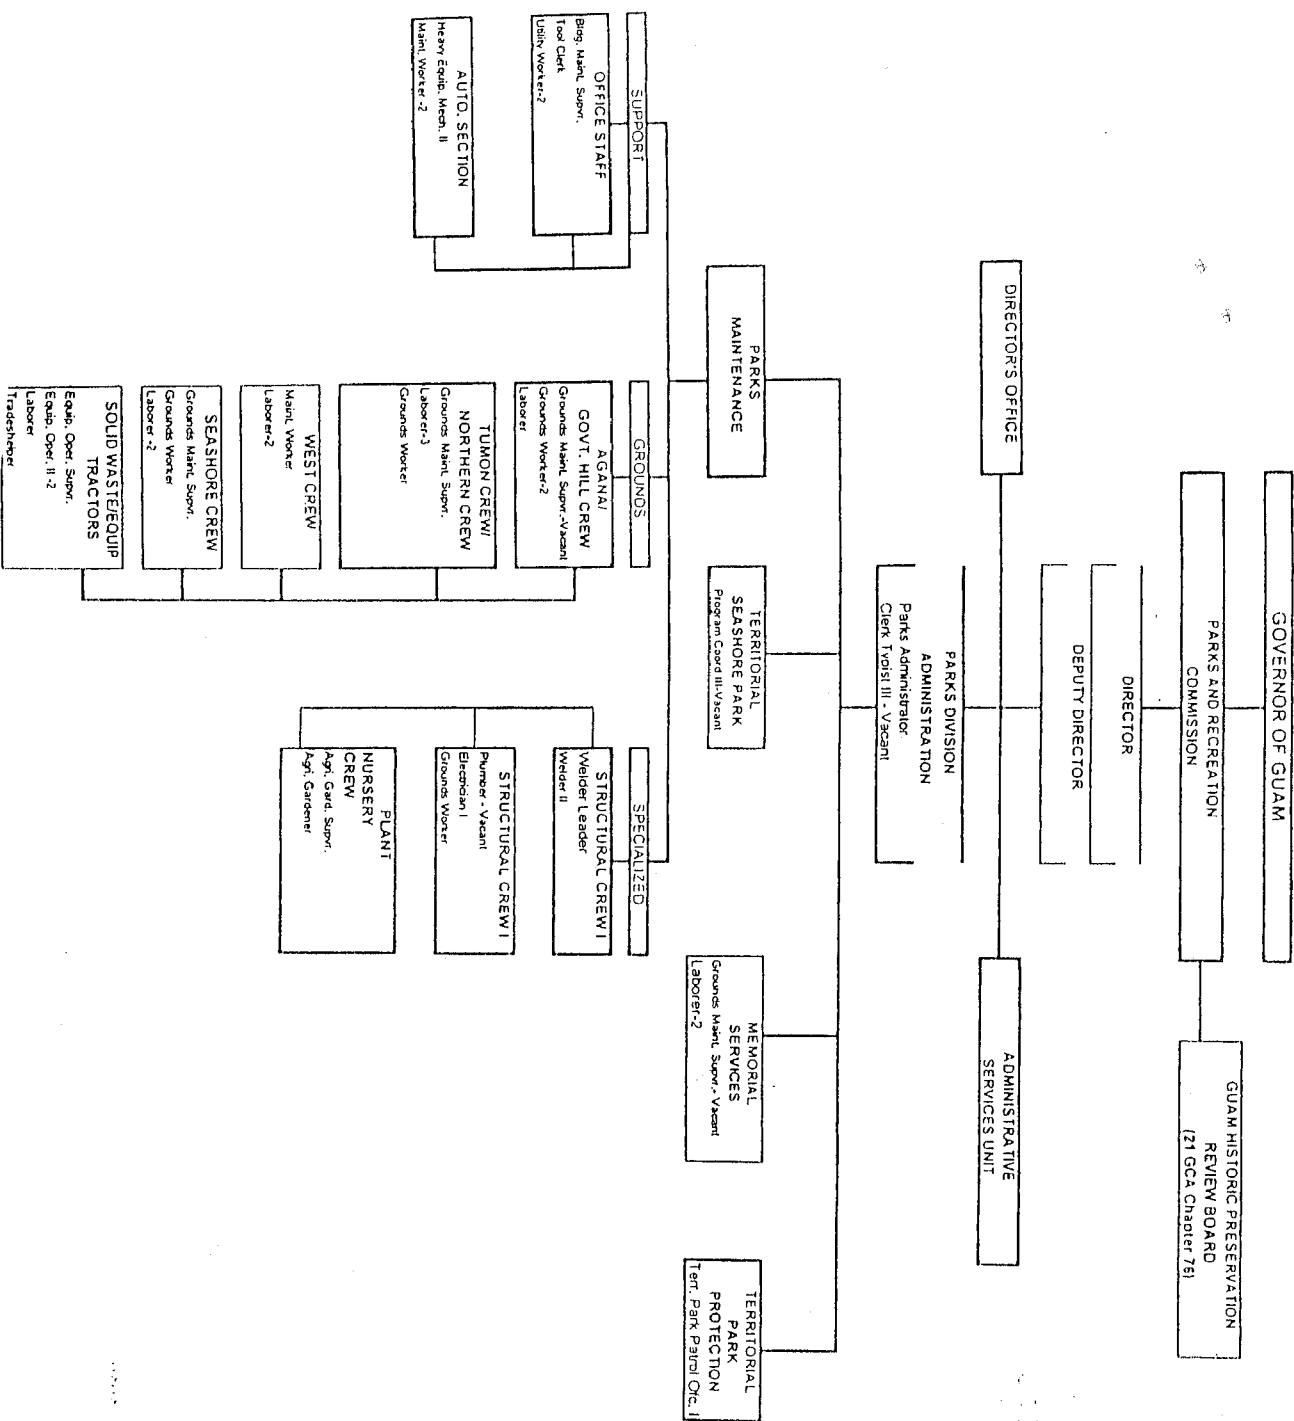 GOVERNOR OF GUAM
PARKS AND RECREATION
COMMISSION
GUAM HISTORIC PRESERVATION
REVIEW BOARD
(21 GCA Chapter 76)
DIRECTOR
DEPUTY DIRECTOR
DIRECTOR'S OFFICE
ADMINISTRATIVE
SERVICES UNIT
PARKS DIVISION
ADMINISTRATION
Parks Administrator
Clerk Typist III - Vacant
PARKS
MAINTENANCE
TERRITORIAL
SEASHORE PARK
Program Coord III-Vacant
MEMORIAL
SERVICES
Grounds Maint. Supvr.- Vacant
Laborer-2
TERRITORIAL
PARK
PROTECTION
Terr. Park Patrol Ofc. I
SUPPORT
OFFICE STAFF
Bldg. Maint. Supvr.
Tool Clerk
Utility Worker-2
AUTO. SECTION
Heavy Equip. Mech. II
Maint. Worker -2
GROUNDS
AGANA/
GOVT. HILL CREW
Grounds Maint. Supvr.-Vacant
Grounds Worker-2
Laborer
TUMON CREW/
NORTHERN CREW
Grounds Maint. Supvr.
Laborer-3
Grounds Worker
WEST CREW
Maint. Worker
Laborer-2
SEASHORE CREW
Grounds Maint. Supvr.
Grounds Worker
Laborer -2
SOLID WASTE/EQUIP
TRACTORS
Equip. Oper. Supvr.
Equip. Oper. II -2
Laborer
Tradeshelper
SPECIALIZED
STRUCTURAL CREW I
Welder Leader
Welder II
STRUCTURAL CREW I
Plumber - Vacant
Electrician I
Grounds Worker
PLANT
NURSERY
CREW
Agri. Gard. Supvr.
Agri. Gardener